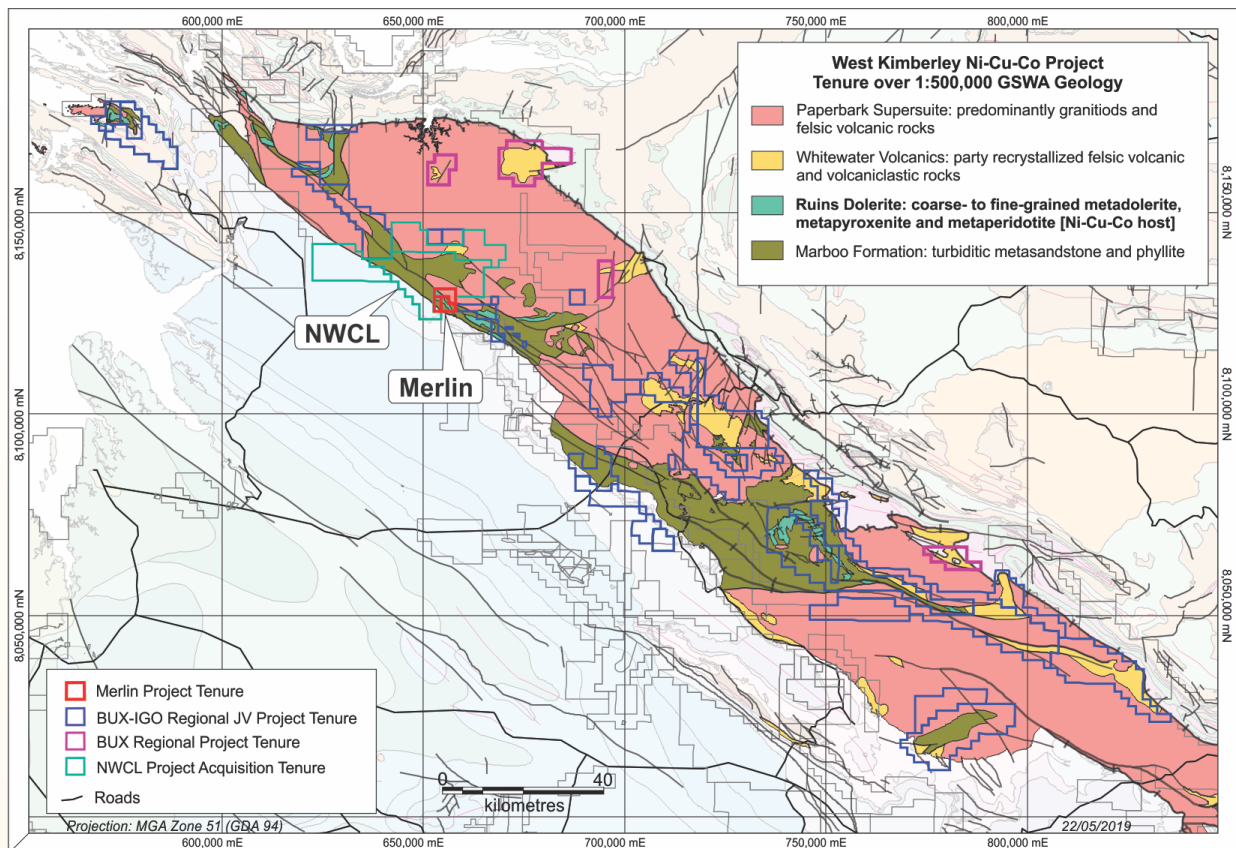 600,000 mE
650,000 mE
700,000 mE
750,000 mE
800,000 mE
West Kimberley Ni-Cu-Co Project
Tenure over 1:500,000 GSWA Geology
Paperbark Supersuite: predominantly granitiods and
felsic volcanic rocks
Whitewater Volcanics: party recrystallized felsic volcanic
and volcaniclastic rocks
Ruins Dolerite: coarse- to fine-grained metadolerite,
metapyroxenite and metaperidotite [Ni-Cu-Co host]
Marboo Formation: turbiditic metasandstone and phyllite
8,150,000 mN
8,150,000 mN
NWCL
Merlin
8,100,000 mN
8,100,000 mN
8,050,000 mN
8,050,000 mN
Merlin Project Tenure
BUX-IGO Regional JV Project Tenure
BUX Regional Project Tenure
NWCL Project Acquisition Tenure
Roads
0 40
kilometres
Projection: MGA Zone 51 (GDA 94)
22/05/2019
600,000 mE
650,000 mE
700,000 mE
750,000 mE
800,000 mE